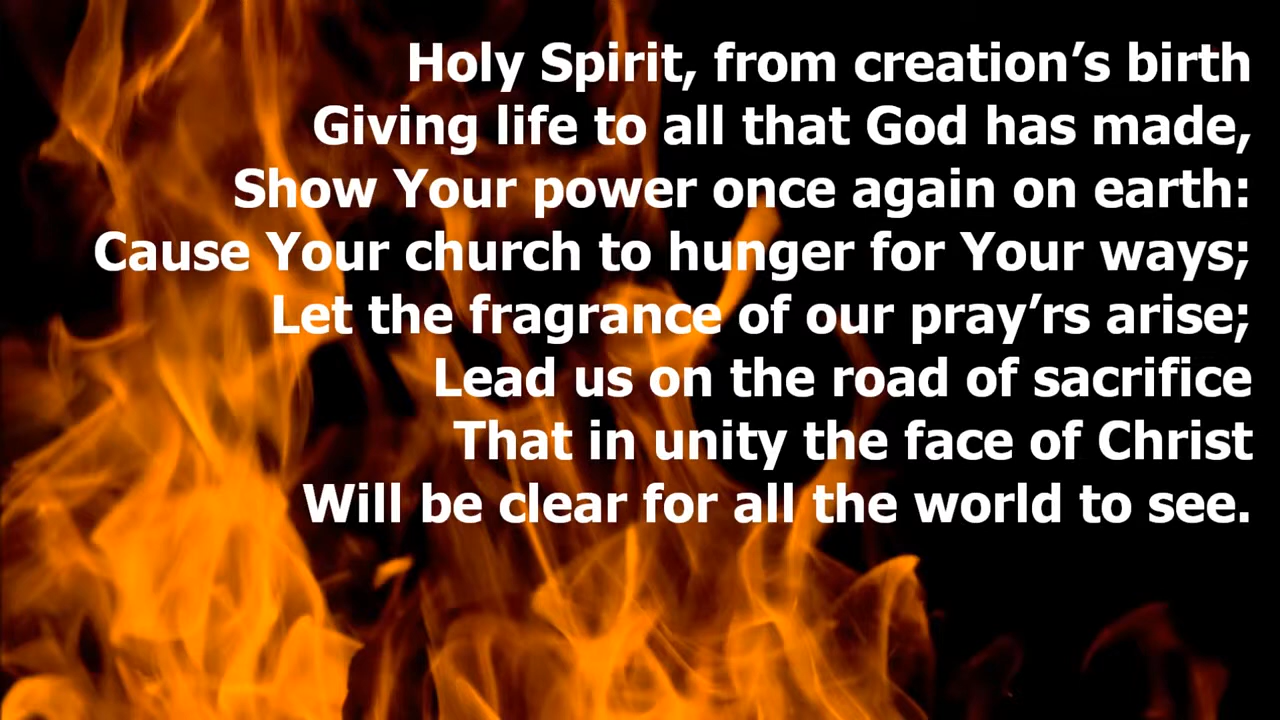 Holy Spirit, from creation’s birth
Giving life to all that God has made,
Show Your power once again on earth:
Cause Your church to hunger for Your ways;
Let the fragrance of our pray’rs arise;
Lead us on the road of sacrifice
That in unity the face of Christ
Will be clear for all the world to see.